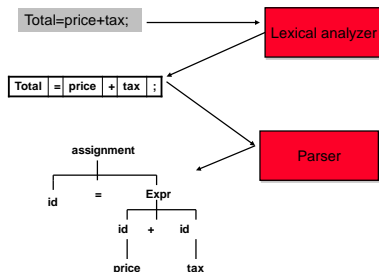 Total=price+tax;
Lexical analyzer
Total = price + tax ;
Parser
assignment
id = Expr
id + id
price tax